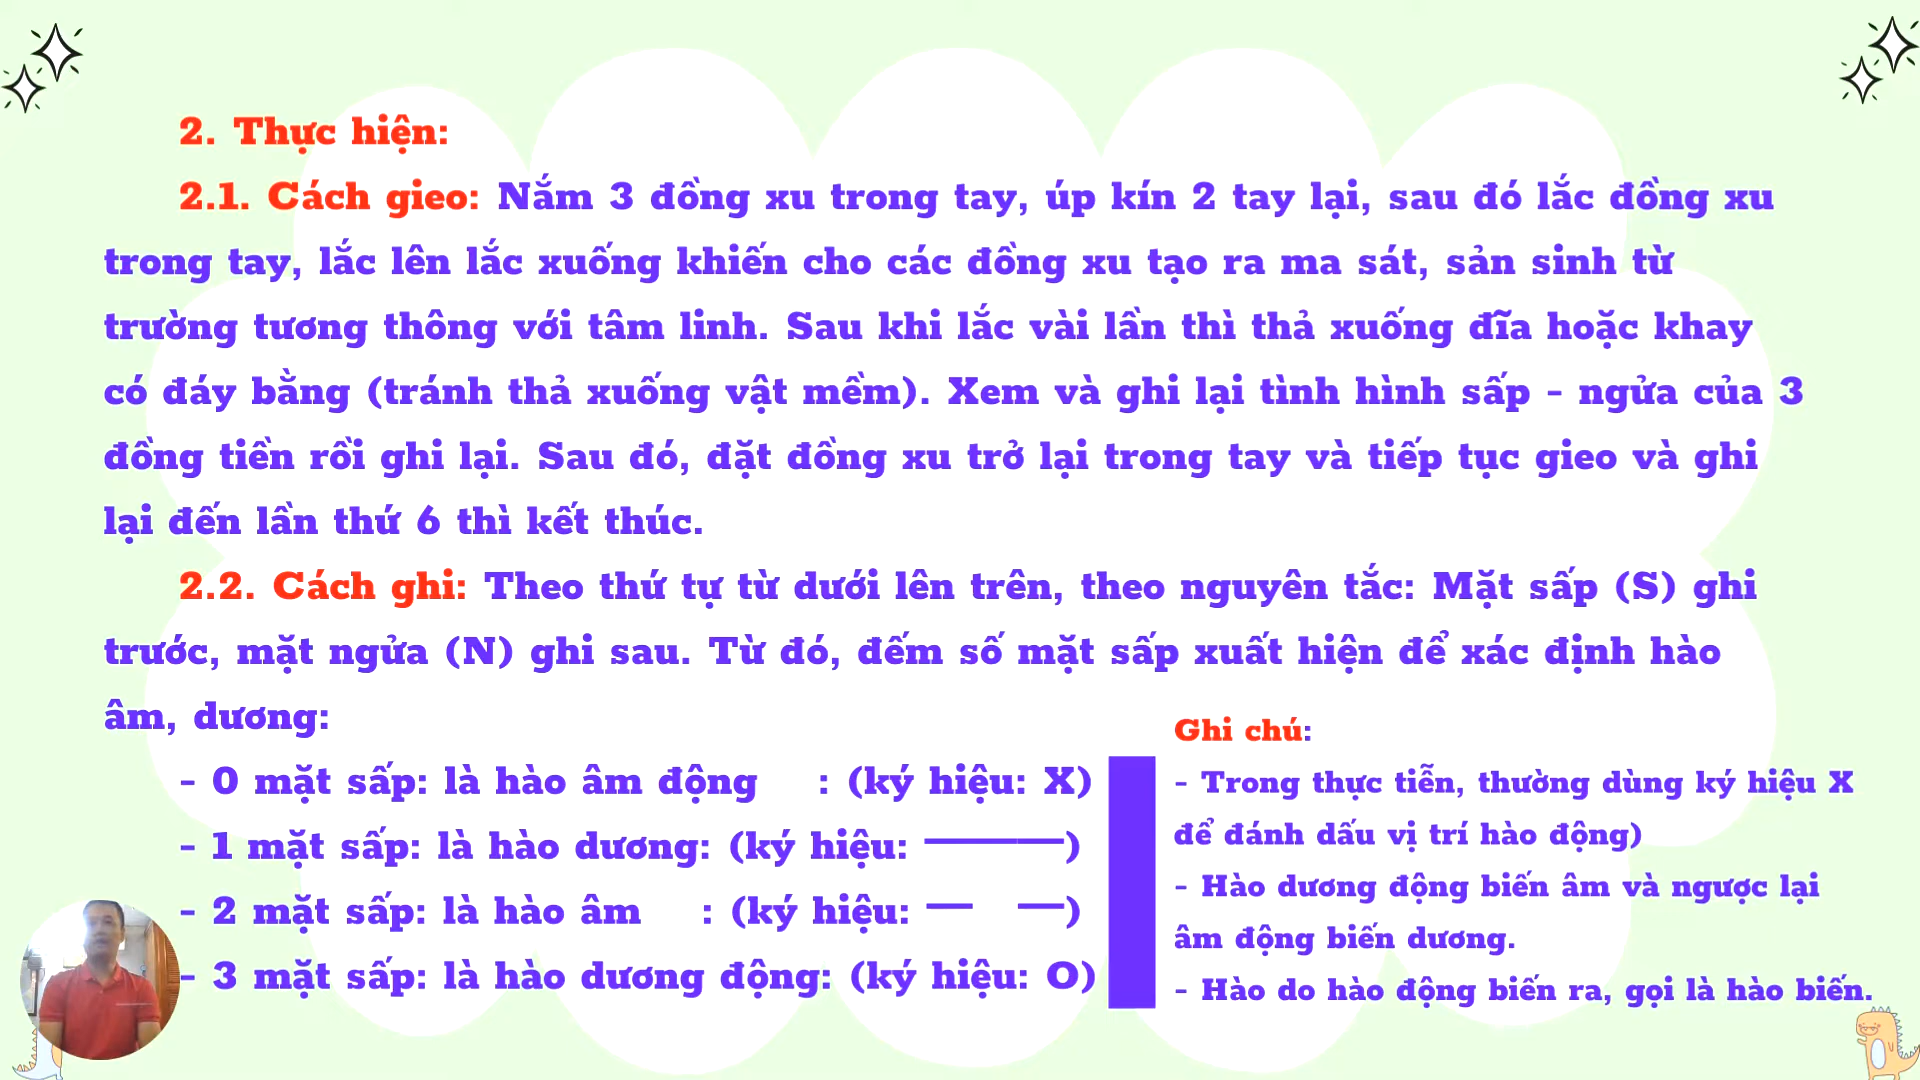 2. Thực hiện:
2.1. Cách gieo: Nắm 3 đồng xu trong tay, úp kín 2 tay lại, sau đó lắc đồng xu
trong tay, lắc lên lắc xuống khiến cho các đồng xu tạo ra ma sát, sản sinh từ
trường tương thông với tâm linh. Sau khi lắc vài lần thì thả xuống đĩa hoặc khay
có đáy bằng (tránh thả xuống vật mềm). Xem và ghi lại tình hình sấp - ngửa của 3
đồng tiền rồi ghi lại. Sau đó, đặt đồng xu trở lại trong tay và tiếp tục gieo và ghi
lại đến lần thứ 6 thì kết thúc.
2.2. Cách ghi: Theo thứ tự từ dưới lên trên, theo nguyên tắc: Mặt sấp (S) ghi
trước, mặt ngửa (N) ghi sau. Từ đó, đếm số mặt sấp xuất hiện để xác định hào
âm, dương:
- 0 mặt sấp: là hào âm động : (ký hiệu: X)
- 1 mặt sấp: là hào dương: (ký hiệu: ———)
- 2 mặt sấp: là hào âm : (ký hiệu: — —)
- 3 mặt sấp: là hào dương động: (ký hiệu: O)
Ghi chú:
- Trong thực tiễn, thường dùng ký hiệu X
để đánh dấu vị trí hào động)
- Hào dương động biến âm và ngược lại
âm động biến dương.
- Hào do hào động biến ra, gọi là hào biến.